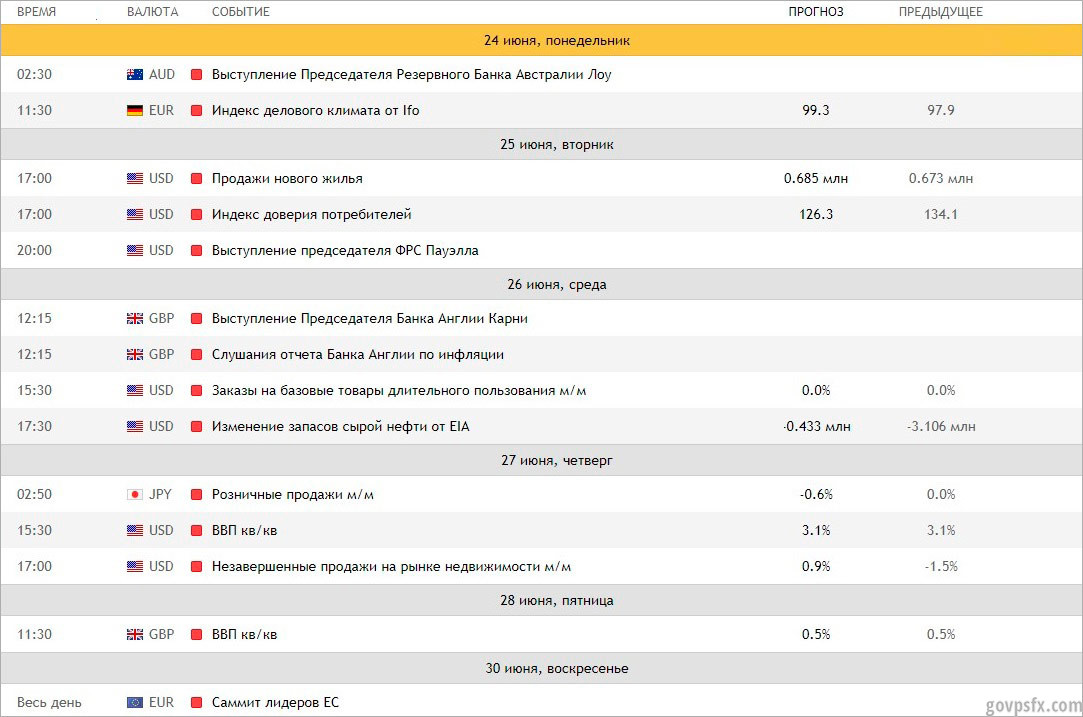 ВРЕМЯ ВАЛЮТА СОБЫТИЕ ПРОГНОЗ ПРЕДЫДУЩЕЕ
24 июня, понедельник
02:30 AUD Выступление Председателя Резервного Банка Австралии Лоу
11:30 EUR Индекс делового климата от Ifo 99.3 97.9
25 июня, вторник
17:00 USD Продажи нового жилья 0.685 млн 0.673 млн
17:00 USD Индекс доверия потребителей 126.3 134.1
20:00 USD Выступление председателя ФРС Пауэлла
26 июня, среда
12:15 GBP Выступление Председателя Банка Англии Карни
12:15 GBP Слушания отчета Банка Англии по инфляции
15:30 USD Заказы на базовые товары длительного пользования м/м 0.0% 0.0%
17:30 USD Изменение запасов сырой нефти от EIA -0.433 млн -3.106 млн
27 июня, четверг
02:50 JPY Розничные продажи м/м -0.6% 0.0%
15:30 USD ВВП кв/кв 3.1% 3.1%
17:00 USD Незавершенные продажи на рынке недвижимости м/м 0.9% -1.5%
28 июня, пятница
11:30 GBP ВВП кв/кв 0.5% 0.5%
30 июня, воскресенье
Весь день EUR Саммит лидеров ЕС
govpsfx.com